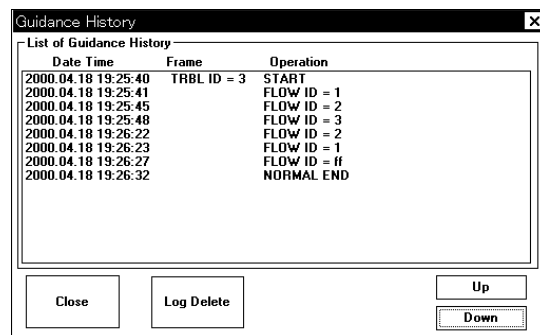 Guidance History
List of Guidance History
Date Time Frame Operation
2000.04.18 19:25:40 TRBL ID = 3 START
2000.04.18 19:25:41 FLOW ID = 1
2000.04.18 19:25:45 FLOW ID = 2
2000.04.18 19:25:48 FLOW ID = 3
2000.04.18 19:26:22 FLOW ID = 2
2000.04.18 19:26:23 FLOW ID = 1
2000.04.18 19:26:27 FLOW ID = ff
2000.04.18 19:26:32 NORMAL END
Close Log Delete Up
Down